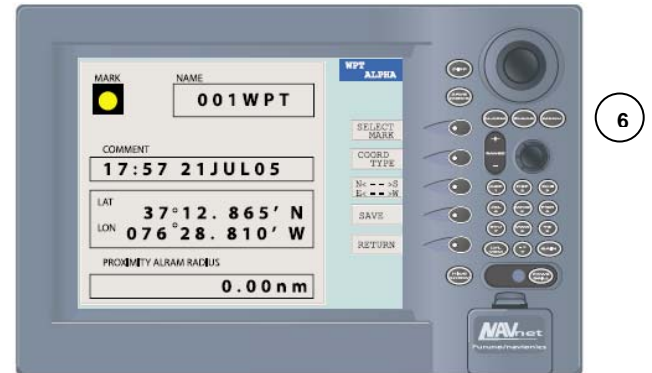 MARK
NAME
001WPT
COMMENT
17:57 21JUL05
LAT
37°12.865' N
LON
076°28.810' W
PROXIMITY ALRAM RADIUS
0.00nm
WPT
ALPHA
SELECT
MARK
COORD
TYPE
N<-->S
E<-->W
SAVE
RETURN
NAVnet
6